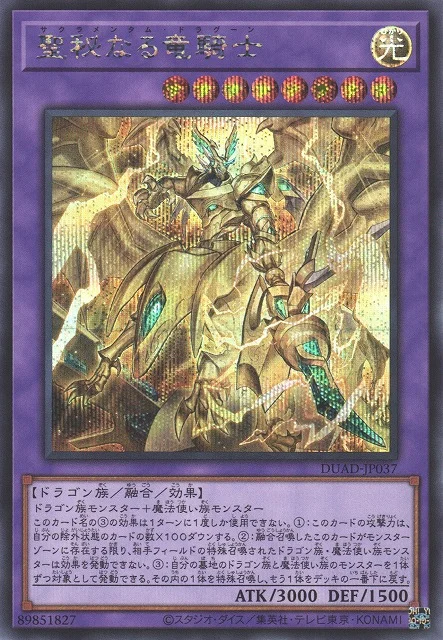 サクラメンタム・ドラグーン
聖秘なる竜騎士
光
DUAD-JP037
【ドラゴン族／融合／効果】
ドラゴン族モンスター＋魔法使い族モンスター
このカード名の③の効果は１ターンに１度しか使用できない。①：このカードの攻撃力は、
自分の除外状態のカードの数×１００ダウンする。②：融合召喚したこのカードがモンスター
ゾーンに存在する限り、相手フィールドの特殊召喚されたドラゴン族・魔法使い族モンス
ターは効果を発動できない。③：自分の墓地のドラゴン族と魔法使い族のモンスターを１体
ずつ対象として発動できる。その内の１体を特殊召喚し、もう１体をデッキの一番下に戻す。
ATK/3000 DEF/1500
89851827
©スタジオ・ダイス／集英社・テレビ東京・KONAMI